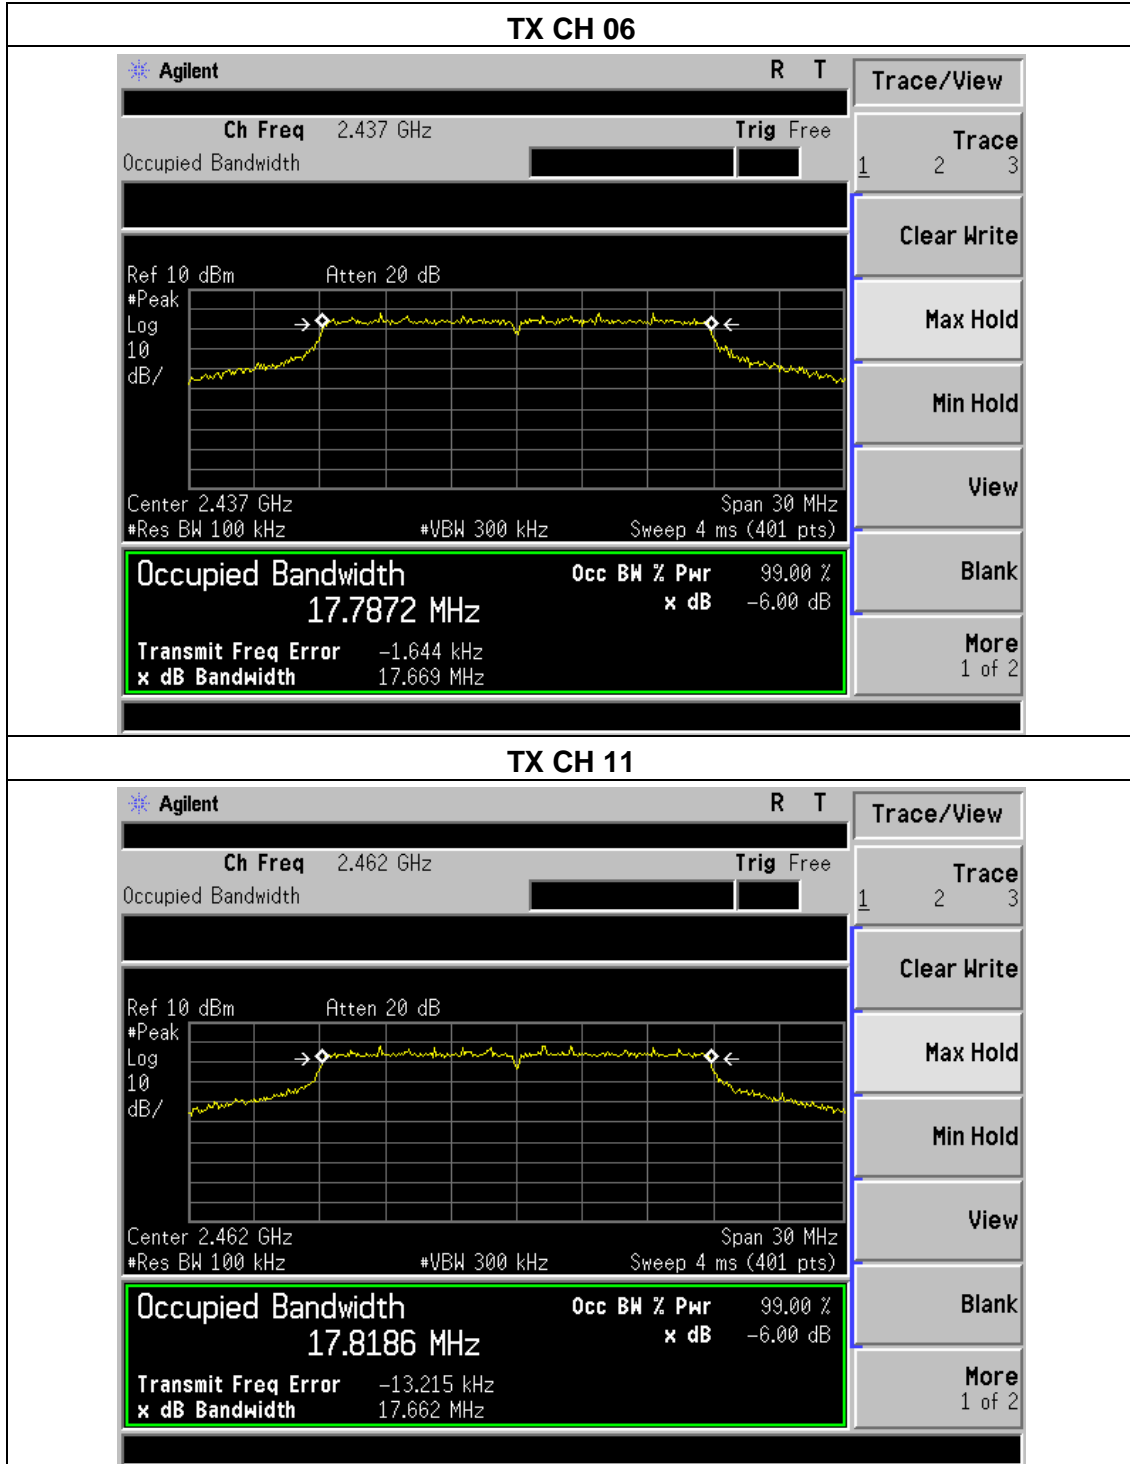 TX CH 06
Agilent R T
Trace/View
Ch Freq 2.437 GHz Trig Free
Occupied Bandwidth
Trace
1 2 3
Clear Write
Ref 10 dBm Atten 20 dB
#Peak
Log
10
dB/
Max Hold
Min Hold
View
Center 2.437 GHz Span 30 MHz
#Res BW 100 kHz #VBW 300 kHz Sweep 4 ms (401 pts)
Occupied Bandwidth Occ BW % Pwr 99.00 %
17.7872 MHz x dB -6.00 dB
Blank
Transmit Freq Error -1.644 kHz
x dB Bandwidth 17.669 MHz
More
1 of 2
TX CH 11
Agilent R T
Trace/View
Ch Freq 2.462 GHz Trig Free
Occupied Bandwidth
Trace
1 2 3
Clear Write
Ref 10 dBm Atten 20 dB
#Peak
Log
10
dB/
Max Hold
Min Hold
View
Center 2.462 GHz Span 30 MHz
#Res BW 100 kHz #VBW 300 kHz Sweep 4 ms (401 pts)
Occupied Bandwidth Occ BW % Pwr 99.00 %
17.8186 MHz x dB -6.00 dB
Blank
Transmit Freq Error -13.215 kHz
x dB Bandwidth 17.662 MHz
More
1 of 2